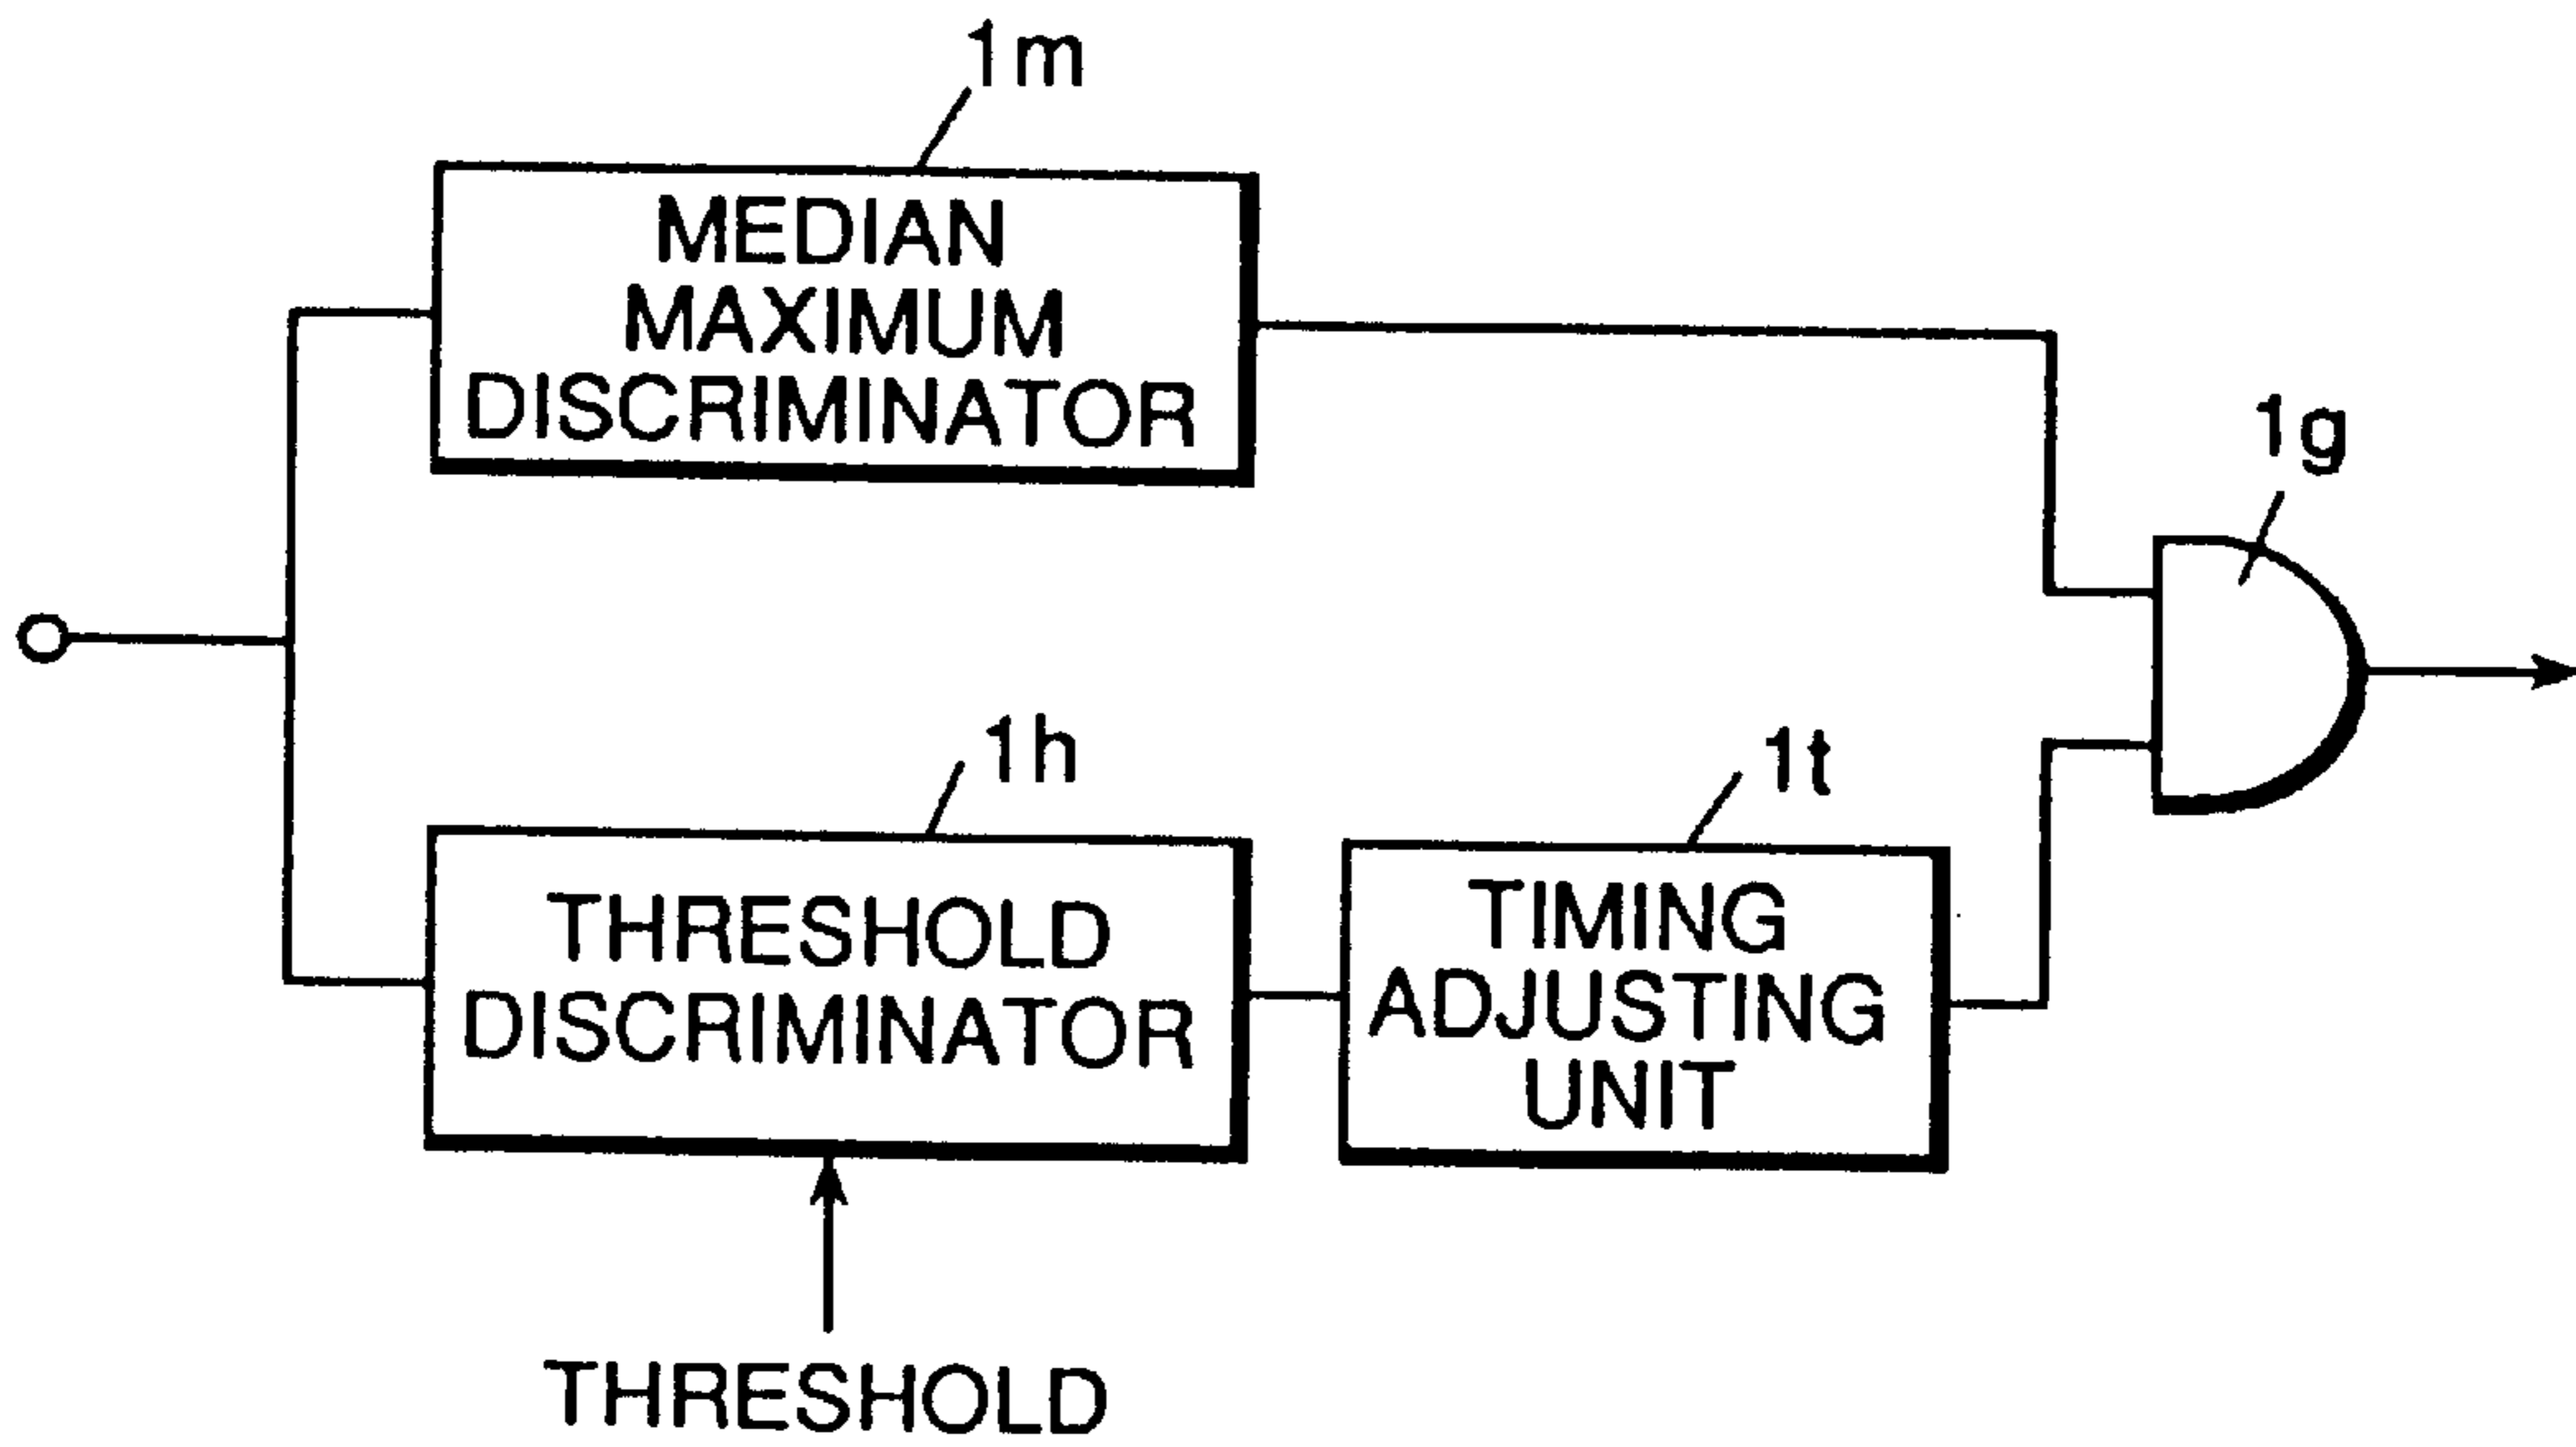 1m
MEDIAN
MAXIMUM
DISCRIMINATOR
1g
1h
THRESHOLD
DISCRIMINATOR
1t
TIMING
ADJUSTING
UNIT
THRESHOLD